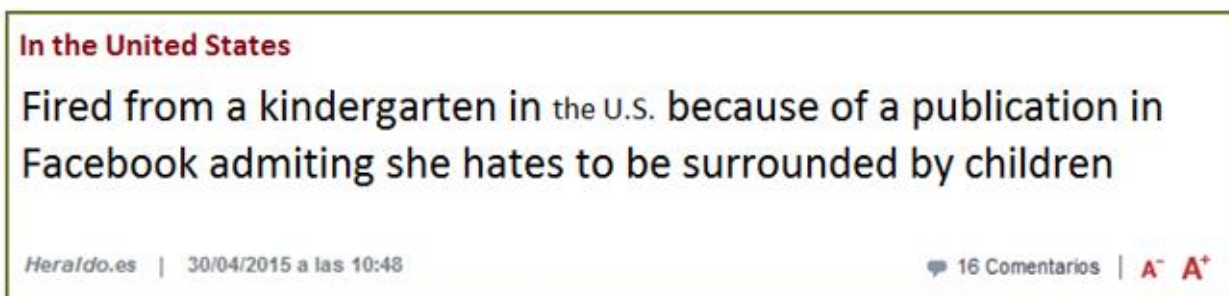 In the United States
Fired from a kindergarten in the U.S. because of a publication in
Facebook admiting she hates to be surrounded by children
Heraldo.es | 30/04/2015 a las 10:48 16 Comentarios | A- A+